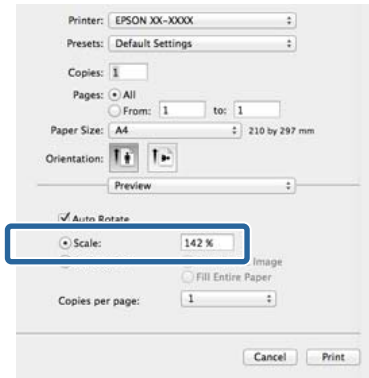 Printer: EPSON XX-XXXX
Presets: Default Settings
Copies: 1
Pages: All
From: 1 to: 1
Paper Size: A4 210 by 297 mm
Orientation:
Preview
Auto Rotate
Scale: 142 %
Image
Fill Entire Paper
Copies per page: 1
Cancel Print